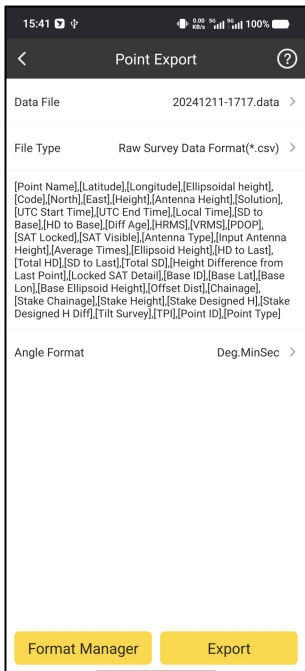 15:41 0.00 KB/s 5G 5G 100%
Point Export ?
Data File 20241211-1717.data >
File Type Raw Survey Data Format(*.csv) >
[Point Name],[Latitude],[Longitude],[Ellipsoidal height],
[Code],[North],[East],[Height],[Antenna Height],[Solution],
[UTC Start Time],[UTC End Time],[Local Time],[SD to
Base],[HD to Base],[Diff Age],[HRMS],[VRMS],[PDOP],
[SAT Locked],[SAT Visible],[Antenna Type],[Input Antenna
Height],[Average Times],[Ellipsoid Height],[HD to Last],
[Total HD],[SD to Last],[Total SD],[Height Difference from
Last Point],[Locked SAT Detail],[Base ID],[Base Lat],[Base
Lon],[Base Ellipsoid Height],[Offset Dist],[Chainage],
[Stake Chainage],[Stake Height],[Stake Designed H],[Stake
Designed H Diff],[Tilt Survey],[TPI],[Point ID],[Point Type]
Angle Format Deg.MinSec >
Format Manager Export